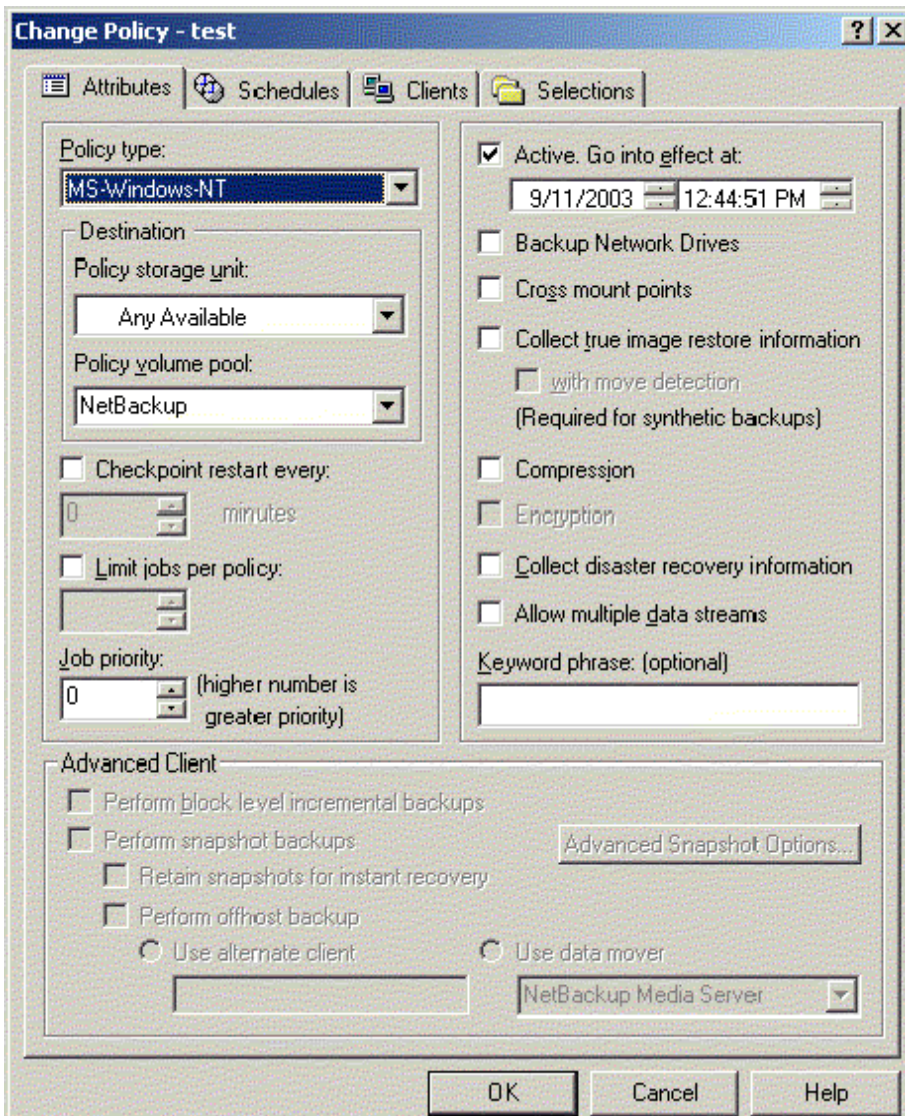 Change Policy - test
Attributes Schedules Clients Selections
Policy type:
MS-Windows-NT
Destination
Policy storage unit:
Any Available
Policy volume pool:
NetBackup
Checkpoint restart every:
0 minutes
Limit jobs per policy:
Job priority:
0 (higher number is
greater priority)
Active. Go into effect at:
9/11/2003 12:44:51 PM
Backup Network Drives
Cross mount points
Collect true image restore information
with move detection
(Required for synthetic backups)
Compression
Encryption
Collect disaster recovery information
Allow multiple data streams
Keyword phrase: (optional)
Advanced Client
Perform block level incremental backups
Perform snapshot backups
Advanced Snapshot Options...
Retain snapshots for instant recovery
Perform offhost backup
Use alternate client Use data mover
NetBackup Media Server
OK Cancel Help